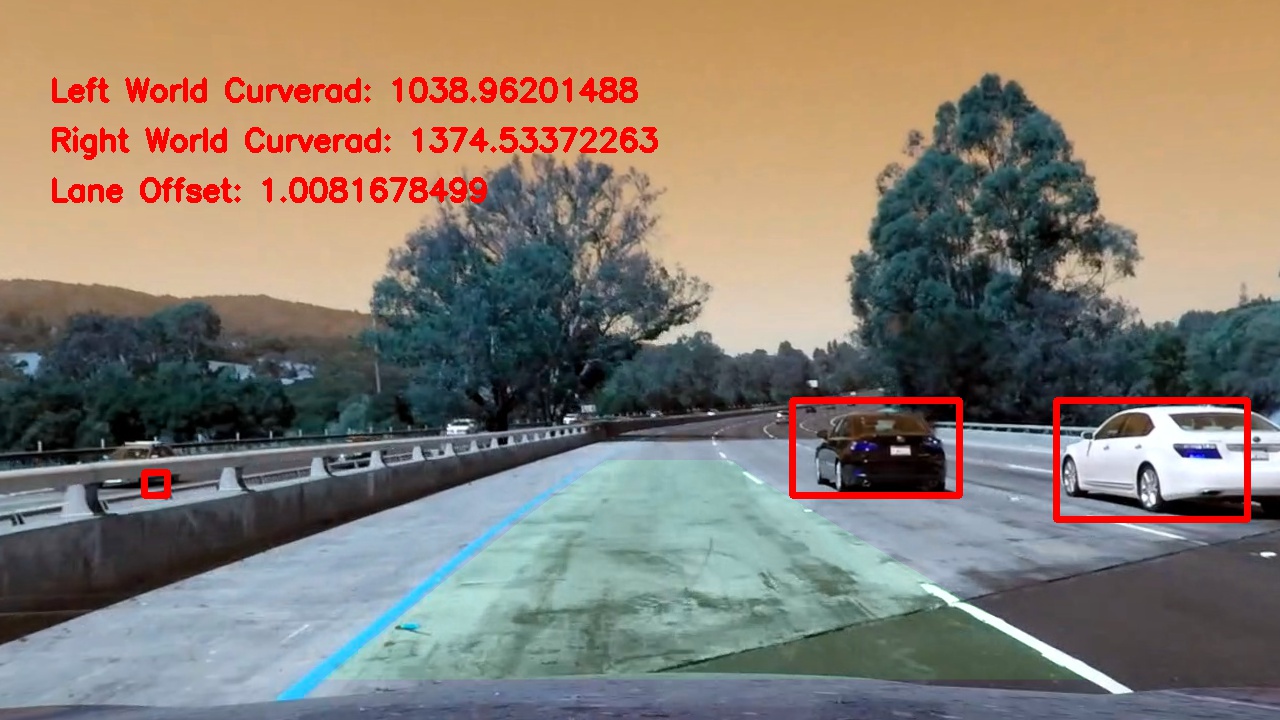 Left World Curverad: 1038.96201488
Right World Curverad: 1374.53372263
Lane Offset: 1.0081678499